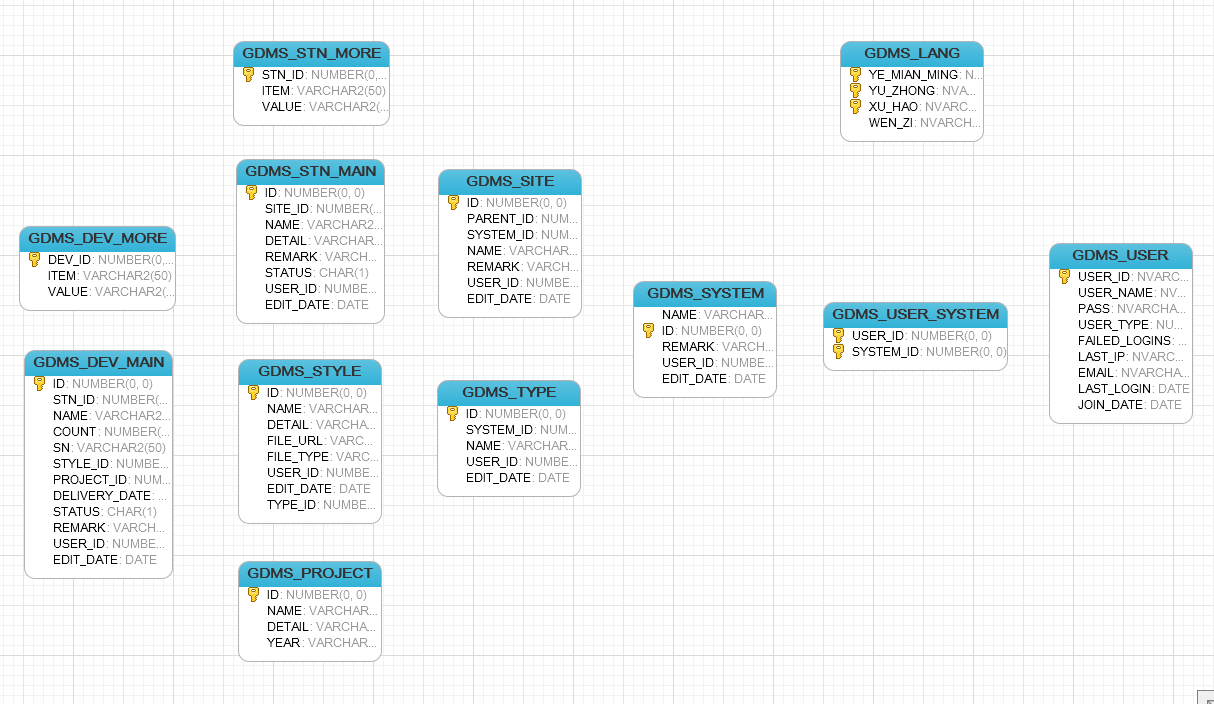 GDMS_STN_MORE
STN_ID: NUMBER(0,...
ITEM: VARCHAR2(50)
VALUE: VARCHAR2(...
GDMS_LANG
YE_MIAN_MING: N...
YU_ZHONG: NVA...
XU_HAO: NVARC...
WEN_ZI: NVARCH...
GDMS_STN_MAIN
ID: NUMBER(0, 0)
SITE_ID: NUMBER(...
NAME: VARCHAR2...
DETAIL: VARCHAR...
REMARK: VARCH...
STATUS: CHAR(1)
USER_ID: NUMBE...
EDIT_DATE: DATE
GDMS_SITE
ID: NUMBER(0, 0)
PARENT_ID: NUM...
SYSTEM_ID: NUM...
NAME: VARCHAR...
REMARK: VARCH...
USER_ID: NUMBE...
EDIT_DATE: DATE
GDMS_DEV_MORE
DEV_ID: NUMBER(0,...
ITEM: VARCHAR2(50)
VALUE: VARCHAR2(...
GDMS_USER
USER_ID: NVARC...
USER_NAME: NV...
PASS: NVARCHA...
USER_TYPE: NU...
FAILED_LOGINS: ...
LAST_IP: NVARC...
EMAIL: NVARCHA...
LAST_LOGIN: DATE
JOIN_DATE: DATE
GDMS_SYSTEM
NAME: VARCHAR...
ID: NUMBER(0, 0)
REMARK: VARCH...
USER_ID: NUMBE...
EDIT_DATE: DATE
GDMS_USER_SYSTEM
USER_ID: NUMBER(0, 0)
SYSTEM_ID: NUMBER(0, 0)
GDMS_DEV_MAIN
ID: NUMBER(0, 0)
STN_ID: NUMBER(...
NAME: VARCHAR2...
COUNT: NUMBER(...
SN: VARCHAR2(50)
STYLE_ID: NUMBE...
PROJECT_ID: NUM...
DELIVERY_DATE: ...
STATUS: CHAR(1)
REMARK: VARCH...
USER_ID: NUMBE...
EDIT_DATE: DATE
GDMS_STYLE
ID: NUMBER(0, 0)
NAME: VARCHAR...
DETAIL: VARCHA...
FILE_URL: VARC...
FILE_TYPE: VARC...
USER_ID: NUMBE...
EDIT_DATE: DATE
TYPE_ID: NUMBE...
GDMS_TYPE
ID: NUMBER(0, 0)
SYSTEM_ID: NUM...
NAME: VARCHAR...
USER_ID: NUMBE...
EDIT_DATE: DATE
GDMS_PROJECT
ID: NUMBER(0, 0)
NAME: VARCHAR...
DETAIL: VARCHA...
YEAR: VARCHAR...